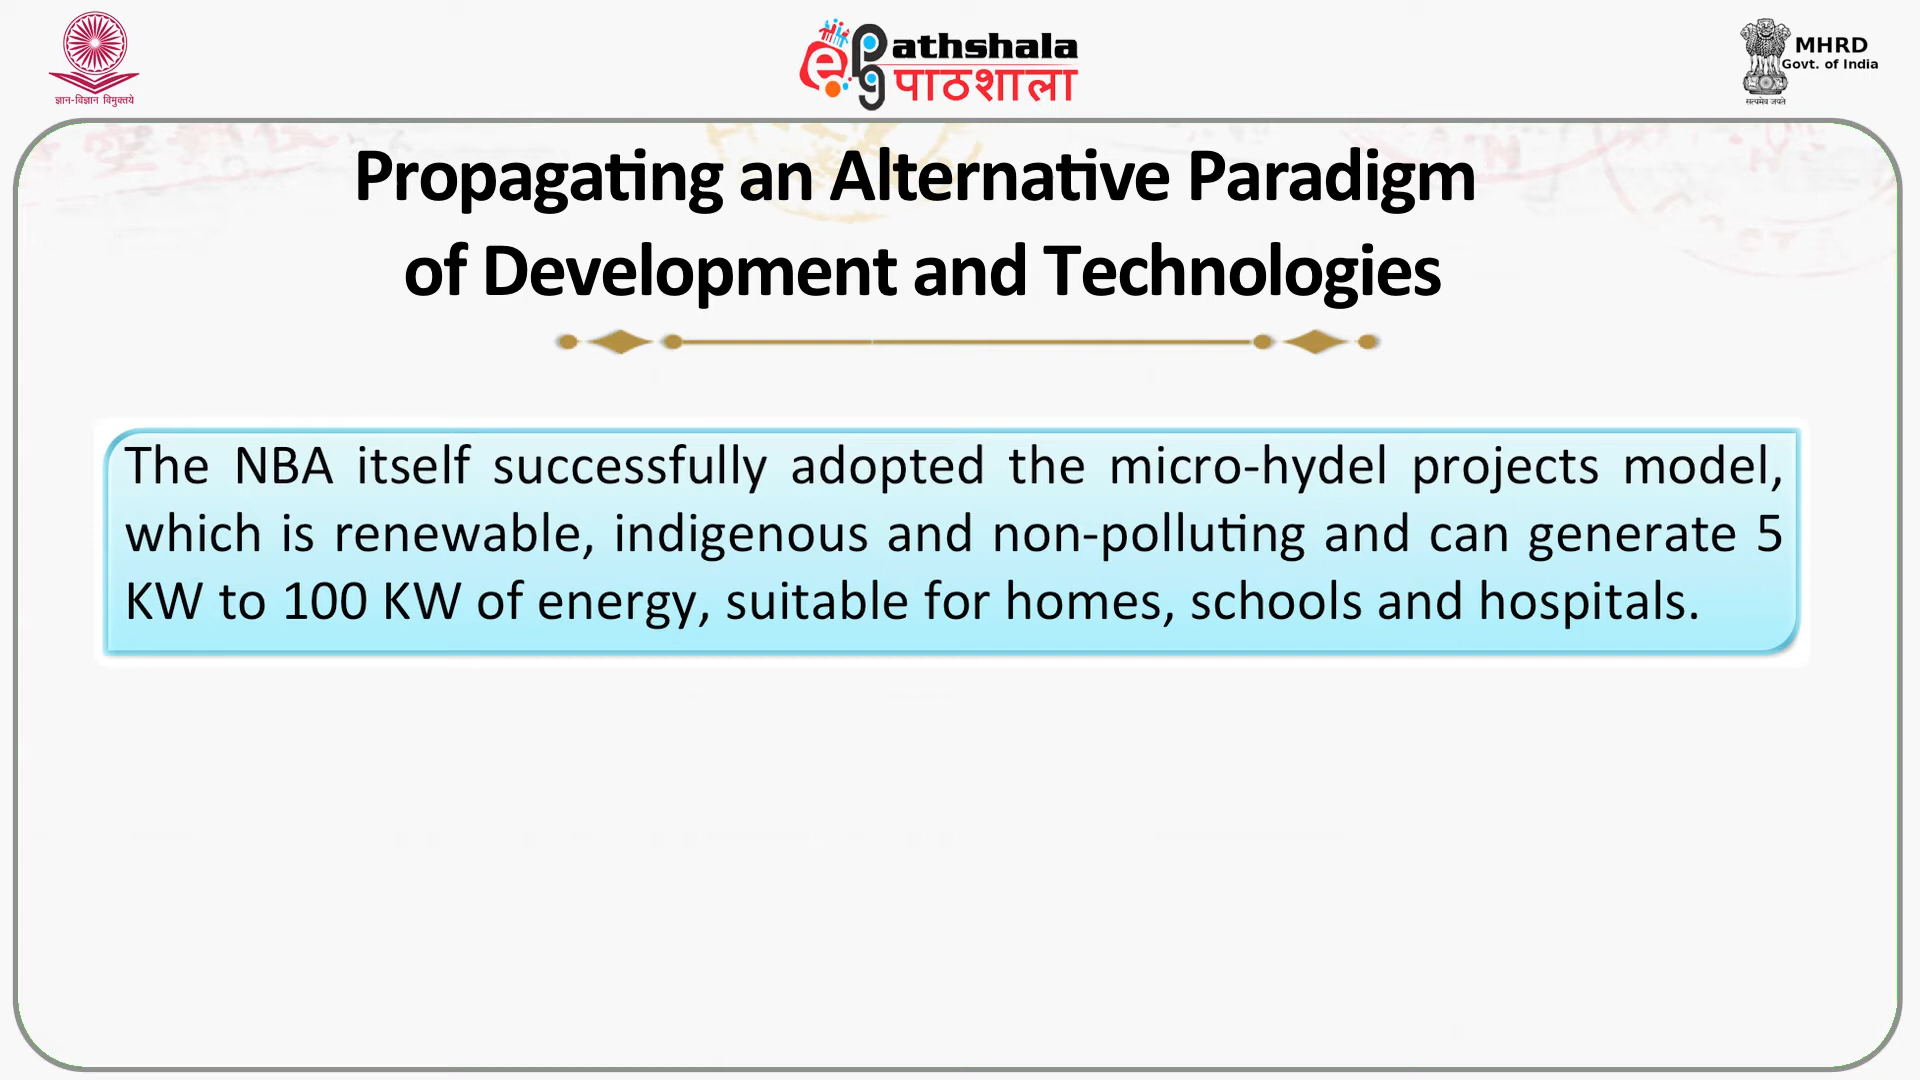 ज्ञान-विज्ञान विमुक्तये
ePG Pathshala
पाठशाला
MHRD
Govt. of India
सत्यमेव जयते
Propagating an Alternative Paradigm
of Development and Technologies
The NBA itself successfully adopted the micro-hydel projects model,
which is renewable, indigenous and non-polluting and can generate 5
KW to 100 KW of energy, suitable for homes, schools and hospitals.